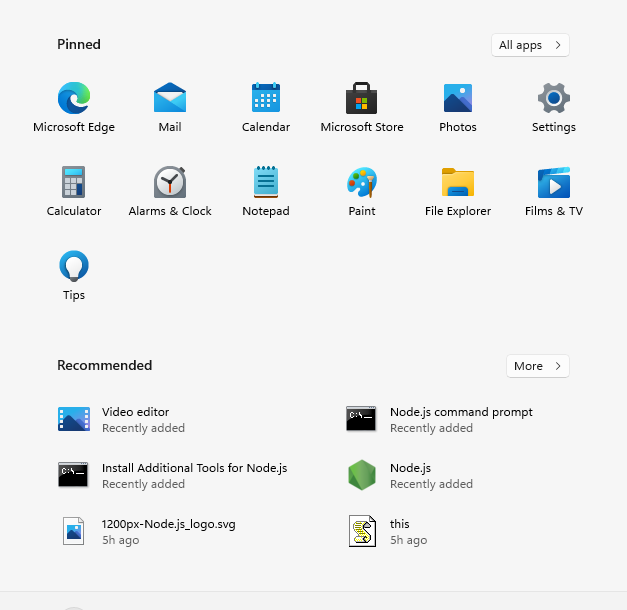 Pinned
All apps
Microsoft Edge
Mail
Calendar
Microsoft Store
Photos
Settings
Calculator
Alarms & Clock
Notepad
Paint
File Explorer
Films & TV
Tips
Recommended
More
Video editor
Recently added
Node.js command prompt
Recently added
Install Additional Tools for Node.js
Recently added
Node.js
Recently added
1200px-Node.js_logo.svg
5h ago
this
5h ago